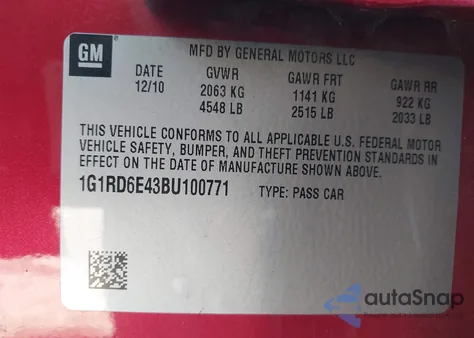 GM
MFD BY GENERAL MOTORS LLC
DATE GVWR GAWR FRT GAWR RR
12/10 2063 KG 1141 KG 922 KG
4548 LB 2515 LB 2033 LB
THIS VEHICLE CONFORMS TO ALL APPLICABLE U.S. FEDERAL MOTOR
VEHICLE SAFETY, BUMPER, AND THEFT PREVENTION STANDARDS IN
EFFECT ON THE DATE OF MANUFACTURE SHOWN ABOVE.
1G1RD6E43BU100771 TYPE: PASS CAR
autoSnap